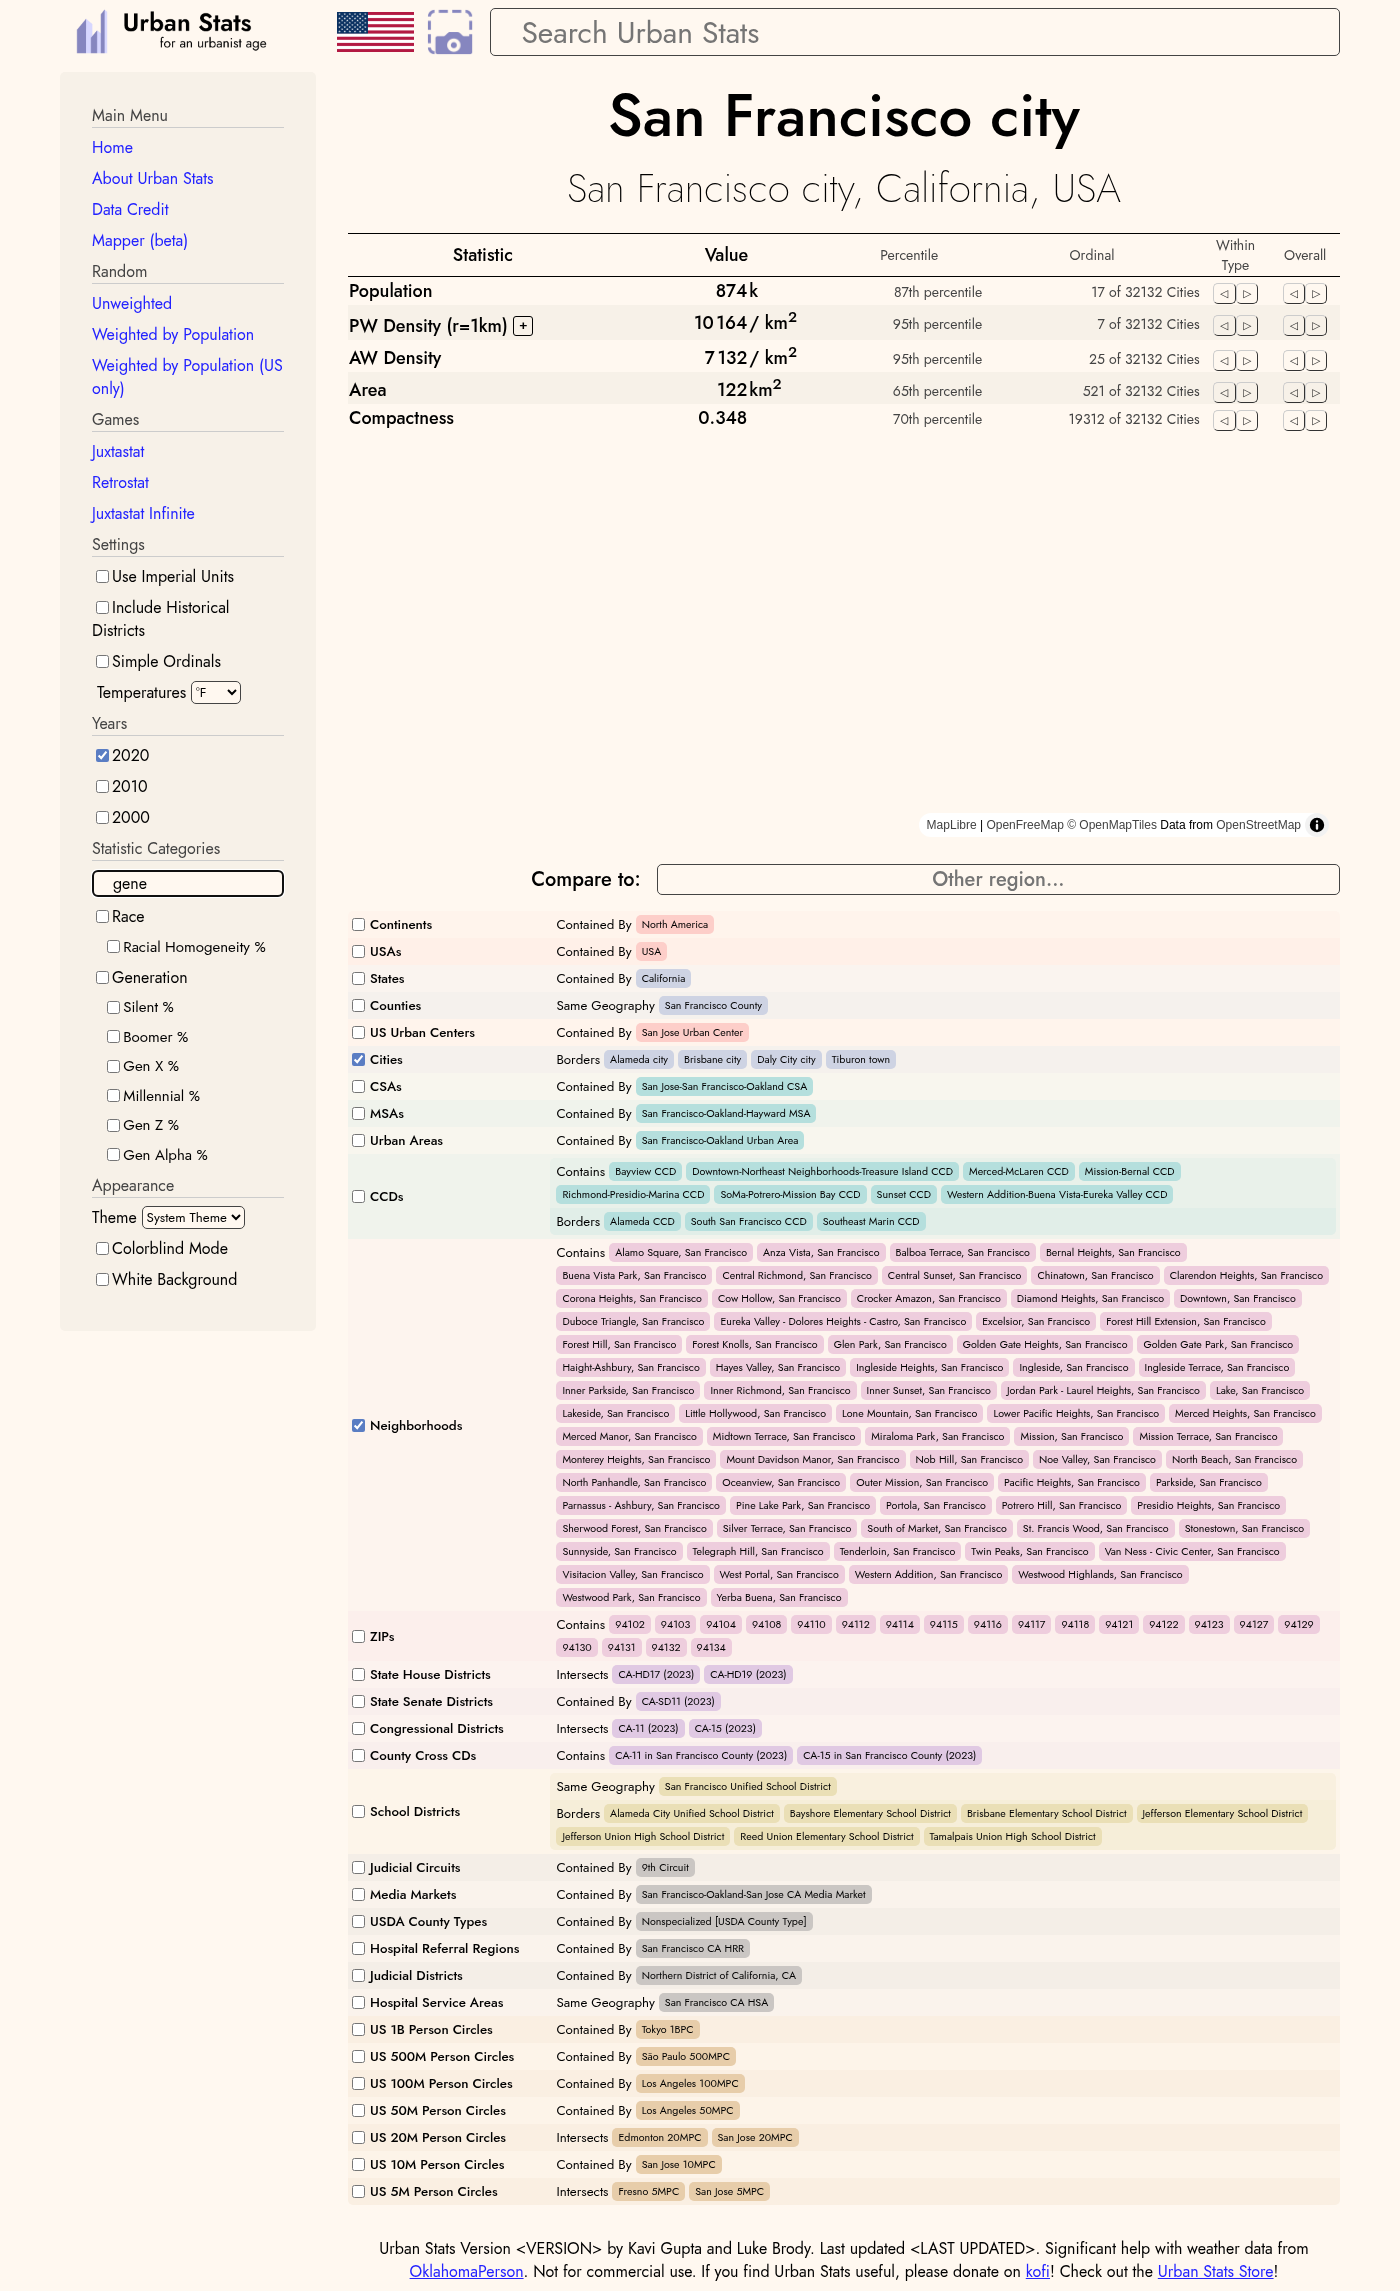 Urban Stats
for an urbanist age
Search Urban Stats
Main Menu
Home
About Urban Stats
Data Credit
Mapper (beta)
Random
Unweighted
Weighted by Population
Weighted by Population (US
only)
Games
Juxtastat
Retrostat
Juxtastat Infinite
Settings
Use Imperial Units
Include Historical
Districts
Simple Ordinals
Temperatures °F
Years
2020
2010
2000
Statistic Categories
gene
Race
Racial Homogeneity %
Generation
Silent %
Boomer %
Gen X %
Millennial %
Gen Z %
Gen Alpha %
Appearance
Theme System Theme
Colorblind Mode
White Background
San Francisco city
San Francisco city, California, USA
Statistic Value Percentile Ordinal Within Type Overall
Population 874k 87th percentile 17 of 32132 Cities
PW Density (r=1km) + 10 164 / km² 95th percentile 7 of 32132 Cities
AW Density 7 132 / km² 95th percentile 25 of 32132 Cities
Area 122 km² 65th percentile 521 of 32132 Cities
Compactness 0.348 70th percentile 19312 of 32132 Cities
MapLibre | OpenFreeMap © OpenMapTiles Data from OpenStreetMap
Compare to: Other region...
Continents Contained By North America
USAs Contained By USA
States Contained By California
Counties Same Geography San Francisco County
US Urban Centers Contained By San Jose Urban Center
Cities Borders Alameda city Brisbane city Daly City city Tiburon town
CSAs Contained By San Jose-San Francisco-Oakland CSA
MSAs Contained By San Francisco-Oakland-Hayward MSA
Urban Areas Contained By San Francisco-Oakland Urban Area
CCDs
Contains Bayview CCD Downtown-Northeast Neighborhoods-Treasure Island CCD Merced-McLaren CCD Mission-Bernal CCD
Richmond-Presidio-Marina CCD SoMa-Potrero-Mission Bay CCD Sunset CCD Western Addition-Buena Vista-Eureka Valley CCD
Borders Alameda CCD South San Francisco CCD Southeast Marin CCD
Neighborhoods
Contains Alamo Square, San Francisco Anza Vista, San Francisco Balboa Terrace, San Francisco Bernal Heights, San Francisco
Buena Vista Park, San Francisco Central Richmond, San Francisco Central Sunset, San Francisco Chinatown, San Francisco Clarendon Heights, San Francisco
Corona Heights, San Francisco Cow Hollow, San Francisco Crocker Amazon, San Francisco Diamond Heights, San Francisco Downtown, San Francisco
Duboce Triangle, San Francisco Eureka Valley - Dolores Heights - Castro, San Francisco Excelsior, San Francisco Forest Hill Extension, San Francisco
Forest Hill, San Francisco Forest Knolls, San Francisco Glen Park, San Francisco Golden Gate Heights, San Francisco Golden Gate Park, San Francisco
Haight-Ashbury, San Francisco Hayes Valley, San Francisco Ingleside Heights, San Francisco Ingleside, San Francisco Ingleside Terrace, San Francisco
Inner Parkside, San Francisco Inner Richmond, San Francisco Inner Sunset, San Francisco Jordan Park - Laurel Heights, San Francisco Lake, San Francisco
Lakeside, San Francisco Little Hollywood, San Francisco Lone Mountain, San Francisco Lower Pacific Heights, San Francisco Merced Heights, San Francisco
Merced Manor, San Francisco Midtown Terrace, San Francisco Miraloma Park, San Francisco Mission, San Francisco Mission Terrace, San Francisco
Monterey Heights, San Francisco Mount Davidson Manor, San Francisco Nob Hill, San Francisco Noe Valley, San Francisco North Beach, San Francisco
North Panhandle, San Francisco Oceanview, San Francisco Outer Mission, San Francisco Pacific Heights, San Francisco Parkside, San Francisco
Parnassus - Ashbury, San Francisco Pine Lake Park, San Francisco Portola, San Francisco Potrero Hill, San Francisco Presidio Heights, San Francisco
Sherwood Forest, San Francisco Silver Terrace, San Francisco South of Market, San Francisco St. Francis Wood, San Francisco Stonestown, San Francisco
Sunnyside, San Francisco Telegraph Hill, San Francisco Tenderloin, San Francisco Twin Peaks, San Francisco Van Ness - Civic Center, San Francisco
Visitacion Valley, San Francisco West Portal, San Francisco Western Addition, San Francisco Westwood Highlands, San Francisco
Westwood Park, San Francisco Yerba Buena, San Francisco
ZIPs
Contains 94102 94103 94104 94108 94110 94112 94114 94115 94116 94117 94118 94121 94122 94123 94127 94129
94130 94131 94132 94134
State House Districts Intersects CA-HD17 (2023) CA-HD19 (2023)
State Senate Districts Contained By CA-SD11 (2023)
Congressional Districts Intersects CA-11 (2023) CA-15 (2023)
County Cross CDs Contains CA-11 in San Francisco County (2023) CA-15 in San Francisco County (2023)
School Districts
Same Geography San Francisco Unified School District
Borders Alameda City Unified School District Bayshore Elementary School District Brisbane Elementary School District Jefferson Elementary School District
Jefferson Union High School District Reed Union Elementary School District Tamalpais Union High School District
Judicial Circuits Contained By 9th Circuit
Media Markets Contained By San Francisco-Oakland-San Jose CA Media Market
USDA County Types Contained By Nonspecialized [USDA County Type]
Hospital Referral Regions Contained By San Francisco CA HRR
Judicial Districts Contained By Northern District of California, CA
Hospital Service Areas Same Geography San Francisco CA HSA
US 1B Person Circles Contained By Tokyo 1BPC
US 500M Person Circles Contained By São Paulo 500MPC
US 100M Person Circles Contained By Los Angeles 100MPC
US 50M Person Circles Contained By Los Angeles 50MPC
US 20M Person Circles Intersects Edmonton 20MPC San Jose 20MPC
US 10M Person Circles Contained By San Jose 10MPC
US 5M Person Circles Intersects Fresno 5MPC San Jose 5MPC
Urban Stats Version <VERSION> by Kavi Gupta and Luke Brody. Last updated <LAST UPDATED>. Significant help with weather data from
OklahomaPerson. Not for commercial use. If you find Urban Stats useful, please donate on kofi! Check out the Urban Stats Store!